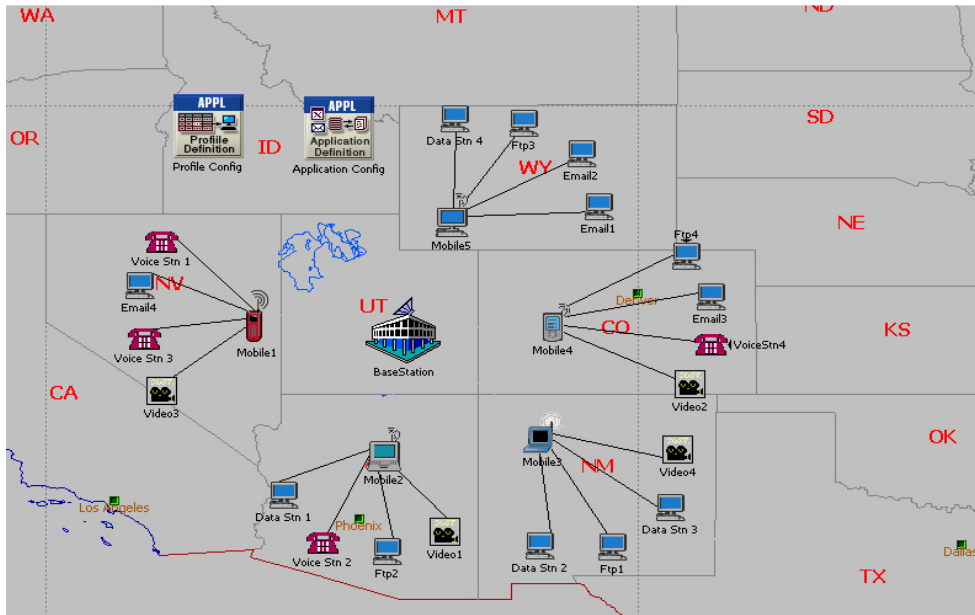 WA
MT
ND
OR
ID
SD
APPL
Profile
Definition
Profile Config
APPL
Application
Definition
Application Config
Data Stn 4
Ftp3
WY
Email2
Email1
Mobile5
NE
Voice Stn 1
NV
Email4
Voice Stn 3
Video3
Mobile1
UT
BaseStation
Ftp4
Denver
Email3
CO
VoiceStn4
Mobile4
Video2
KS
CA
OK
Los Angeles
Mobile2
Data Stn 1
Phoenix
Voice Stn 2
Ftp2
Video1
Mobile3
NM
Video4
Data Stn 3
Data Stn 2
Ftp1
Dallas
TX